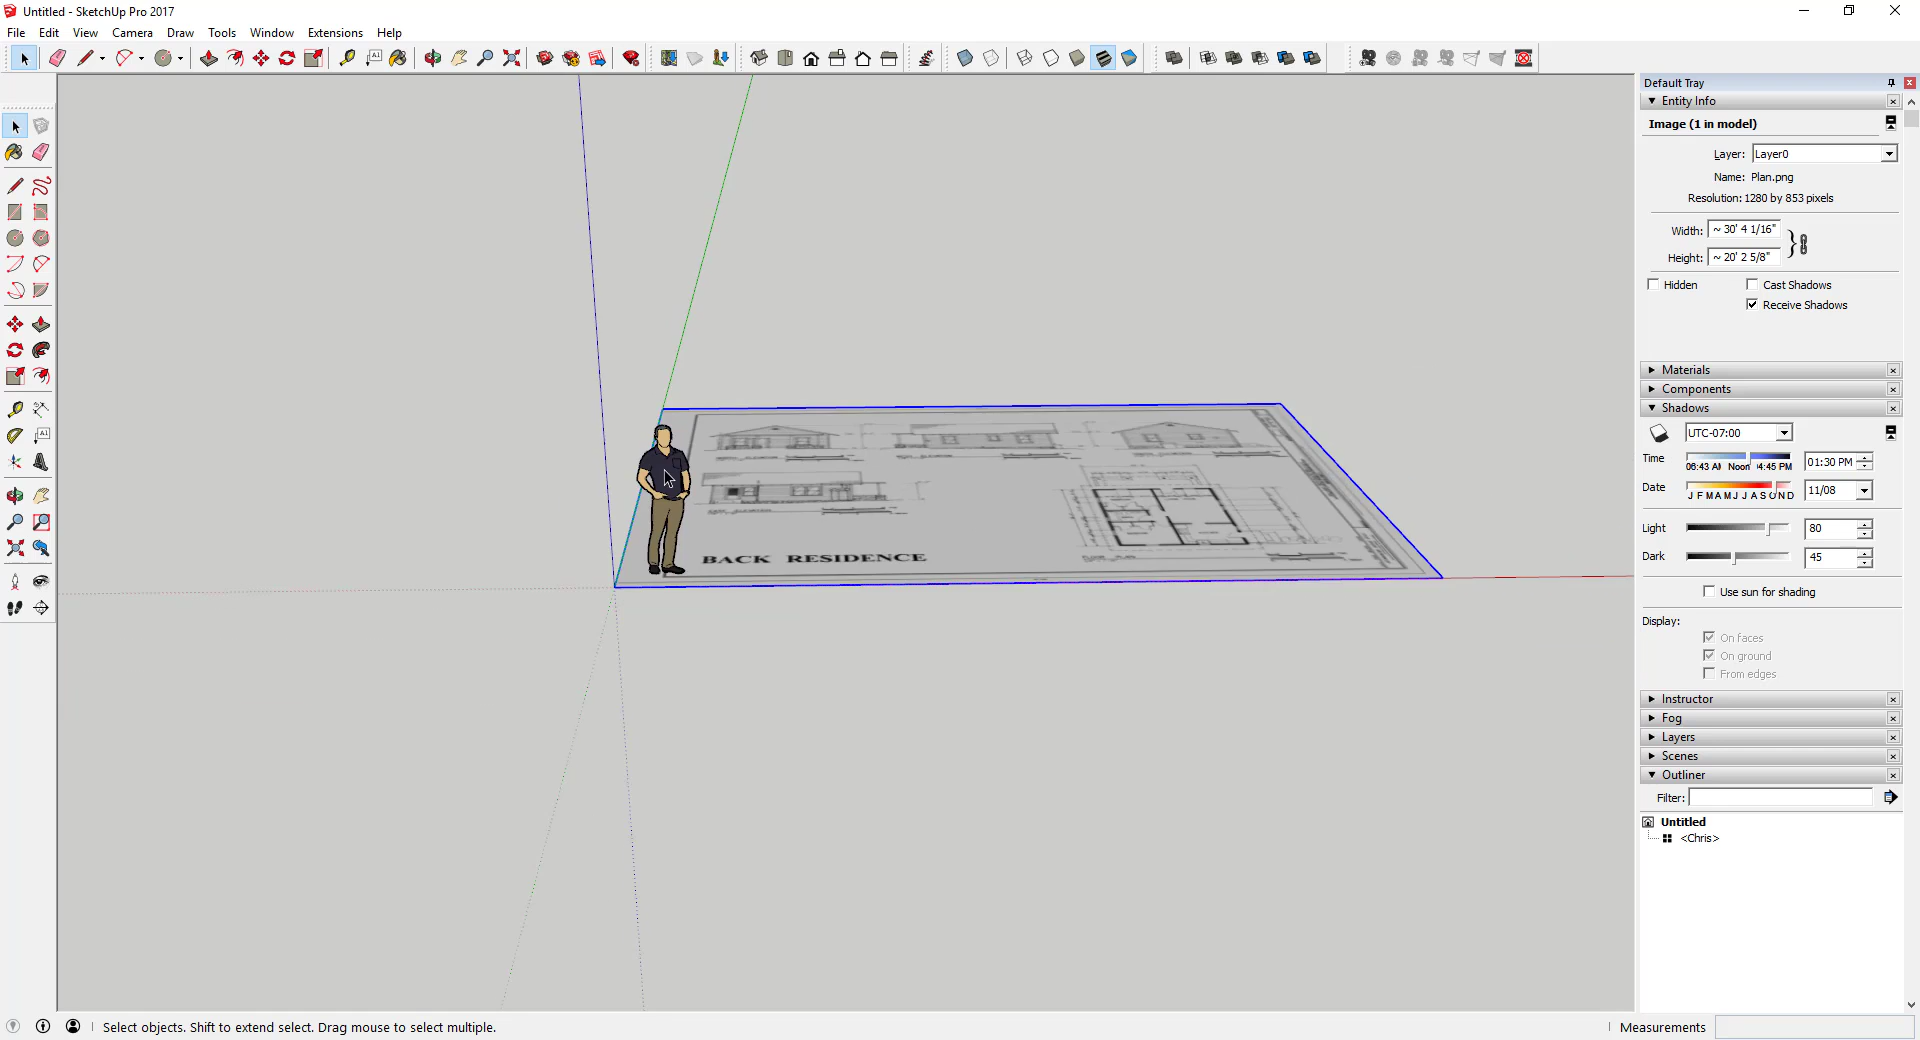 Untitled - SketchUp Pro 2017
File Edit View Camera Draw Tools Window Extensions Help
Default Tray
Entity Info
Image (1 in model)
Layer: Layer0
Name: Plan.png
Resolution: 1280 by 853 pixels
Width: ~ 30' 4 1/16"
Height: ~ 20' 2 5/8"
Hidden Cast Shadows
Receive Shadows
Materials
Components
Shadows
UTC-07:00
Time 06:43 AM Noon 4:45 PM 01:30 PM
Date J F M A M J J A S O N D 11/08
Light 80
Dark 45
Use sun for shading
Display:
On faces
On ground
From edges
Instructor
Fog
Layers
Scenes
Outliner
Filter:
Untitled
<Chris>
BACK RESIDENCE
Select objects. Shift to extend select. Drag mouse to select multiple.
Measurements